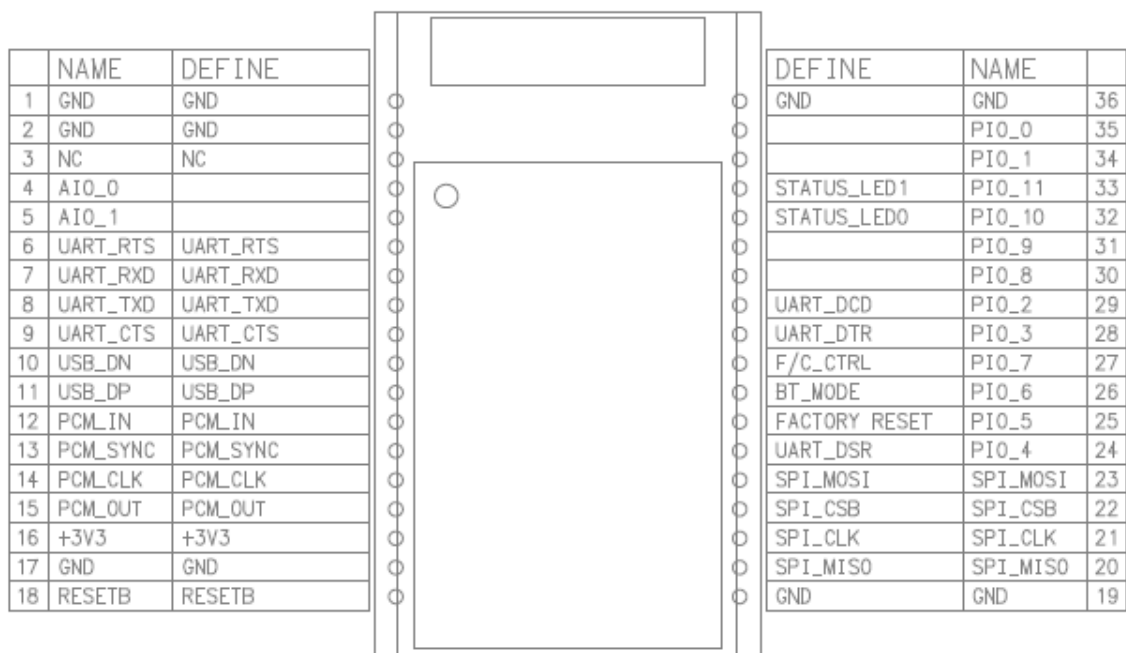 NAME DEFINE DEFINE NAME
1 GND GND GND GND 36
2 GND GND PIO_0 35
3 NC NC PIO_1 34
4 AIO_0 STATUS_LED1 PIO_11 33
5 AIO_1 STATUS_LED0 PIO_10 32
6 UART_RTS UART_RTS PIO_9 31
7 UART_RXD UART_RXD PIO_8 30
8 UART_TXD UART_TXD UART_DCD PIO_2 29
9 UART_CTS UART_CTS UART_DTR PIO_3 28
10 USB_DN USB_DN F/C_CTRL PIO_7 27
11 USB_DP USB_DP BT_MODE PIO_6 26
12 PCM_IN PCM_IN FACTORY RESET PIO_5 25
13 PCM_SYNC PCM_SYNC UART_DSR PIO_4 24
14 PCM_CLK PCM_CLK SPI_MOSI SPI_MOSI 23
15 PCM_OUT PCM_OUT SPI_CSB SPI_CSB 22
16 +3V3 +3V3 SPI_CLK SPI_CLK 21
17 GND GND SPI_MISO SPI_MISO 20
18 RESETB RESETB GND GND 19